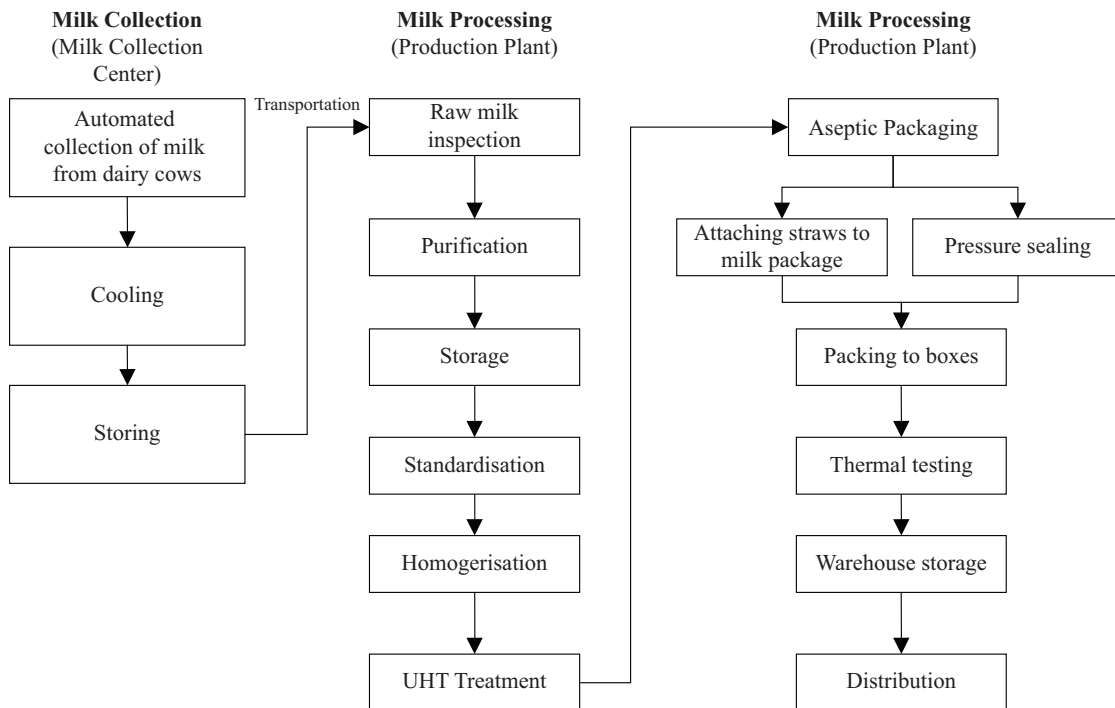 Milk Collection
(Milk Collection
Center)
Automated
collection of milk
from dairy cows
Cooling
Storing
Transportation
Milk Processing
(Production Plant)
Raw milk
inspection
Purification
Storage
Standardisation
Homogerisation
UHT Treatment
Milk Processing
(Production Plant)
Aseptic Packaging
Attaching straws to
milk package
Pressure sealing
Packing to boxes
Thermal testing
Warehouse storage
Distribution